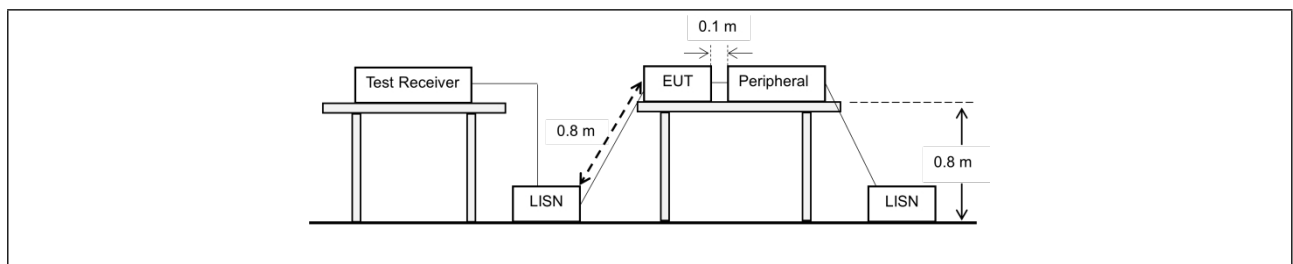 0.1 m
Test Receiver
EUT
Peripheral
0.8 m
0.8 m
LISN
LISN